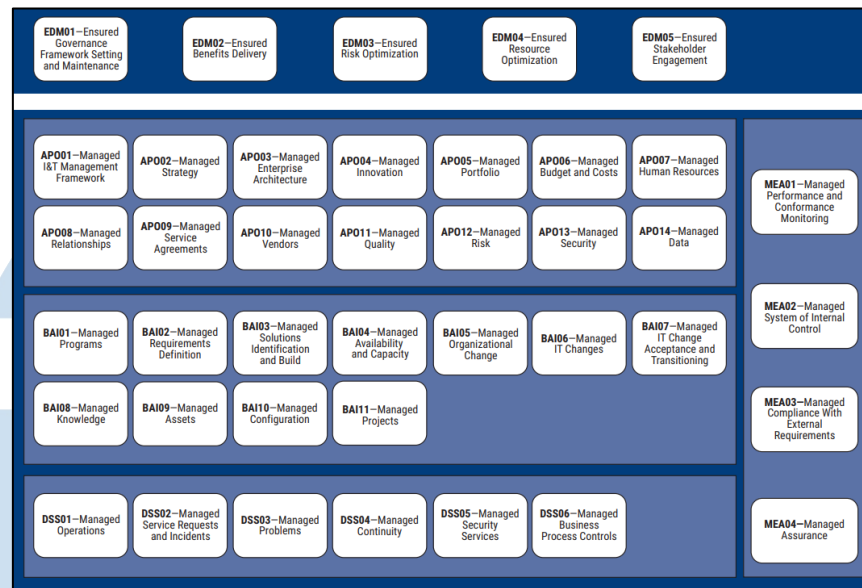 EDM01—Ensured
Governance
Framework Setting
and Maintenance
EDM02—Ensured
Benefits Delivery
EDM03—Ensured
Risk Optimization
EDM04—Ensured
Resource
Optimization
EDM05—Ensured
Stakeholder
Engagement
APO01—Managed
I&T Management
Framework
APO02—Managed
Strategy
APO03—Managed
Enterprise
Architecture
APO04—Managed
Innovation
APO05—Managed
Portfolio
APO06—Managed
Budget and Costs
APO07—Managed
Human Resources
APO08—Managed
Relationships
APO09—Managed
Service
Agreements
APO10—Managed
Vendors
APO11—Managed
Quality
APO12—Managed
Risk
APO13—Managed
Security
APO14—Managed
Data
BAI01—Managed
Programs
BAI02—Managed
Requirements
Definition
BAI03—Managed
Solutions
Identification
and Build
BAI04—Managed
Availability
and Capacity
BAI05—Managed
Organizational
Change
BAI06—Managed
IT Changes
BAI07—Managed
IT Change
Acceptance and
Transitioning
BAI08—Managed
Knowledge
BAI09—Managed
Assets
BAI10—Managed
Configuration
BAI11—Managed
Projects
DSS01—Managed
Operations
DSS02—Managed
Service Requests
and Incidents
DSS03—Managed
Problems
DSS04—Managed
Continuity
DSS05—Managed
Security
Services
DSS06—Managed
Business
Process Controls
MEA01—Managed
Performance and
Conformance
Monitoring
MEA02—Managed
System of Internal
Control
MEA03—Managed
Compliance With
External
Requirements
MEA04—Managed
Assurance